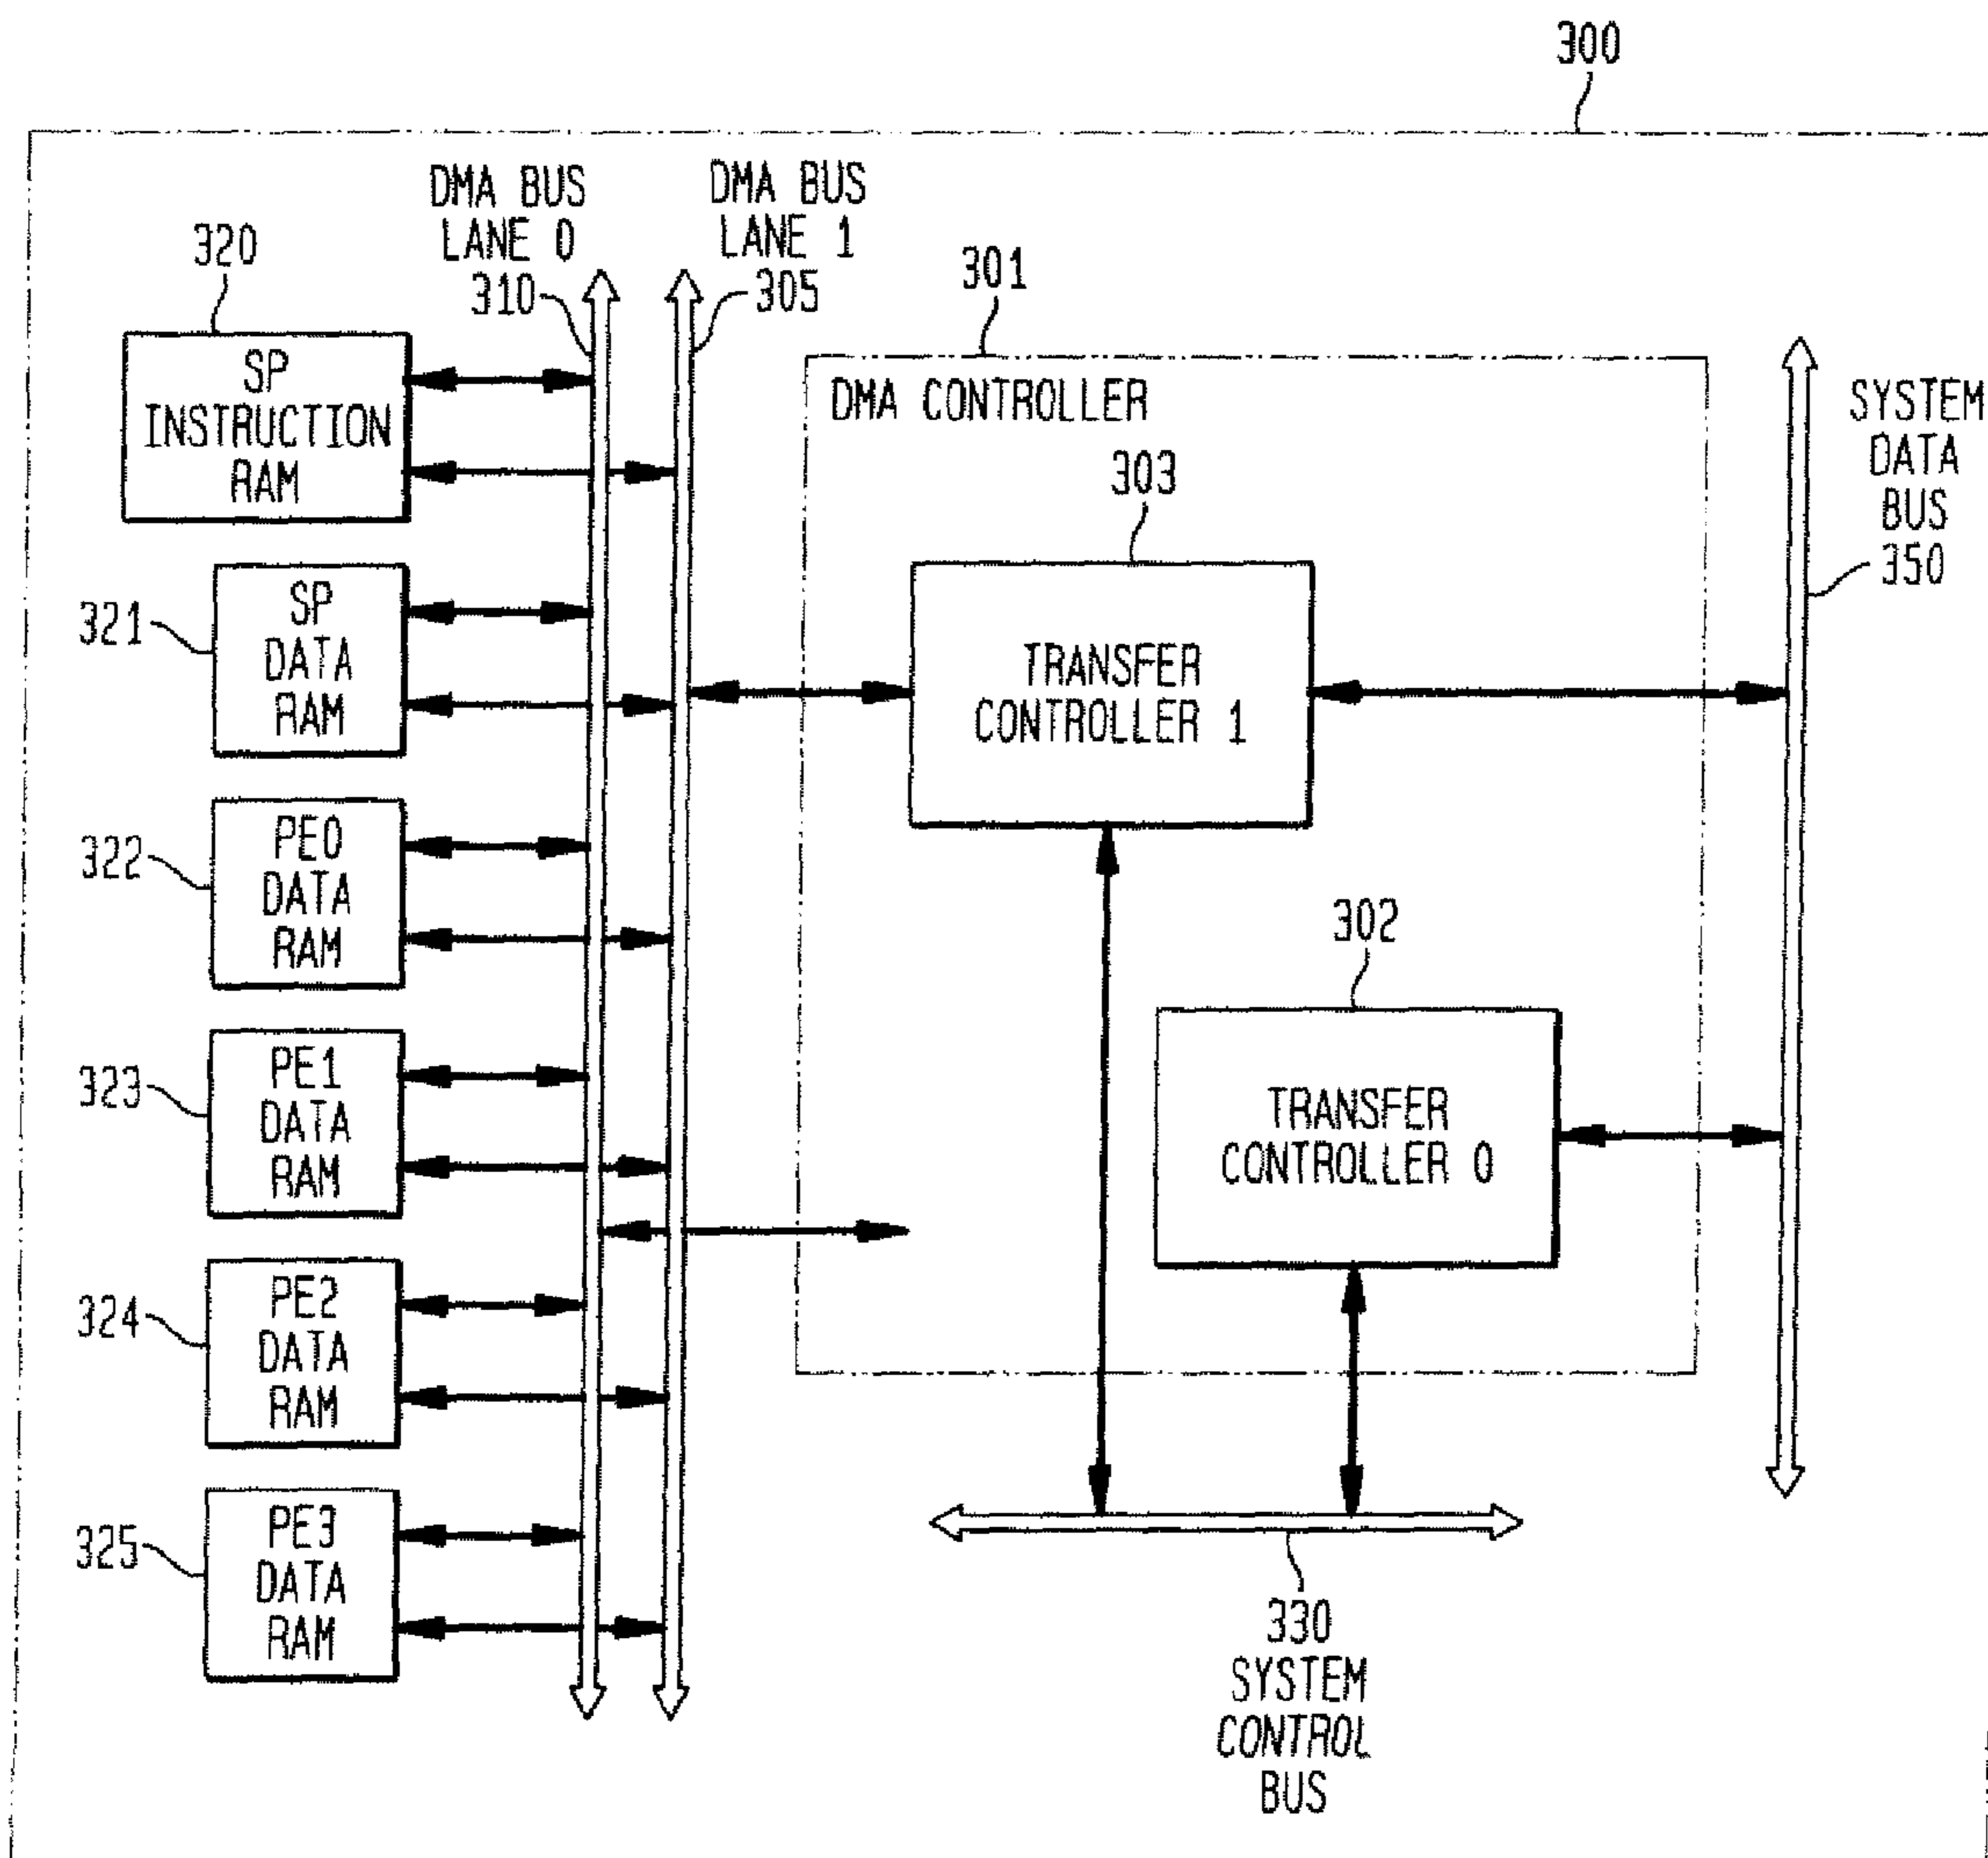 300
DMA BUS
LANE 0
310
DMA BUS
LANE 1
305
320
SP
INSTRUCTION
RAM
321
SP
DATA
RAM
322
PE0
DATA
RAM
323
PE1
DATA
RAM
324
PE2
DATA
RAM
325
PE3
DATA
RAM
301
DMA CONTROLLER
303
TRANSFER
CONTROLLER 1
302
TRANSFER
CONTROLLER 0
SYSTEM
DATA
BUS
350
330
SYSTEM
CONTROL
BUS